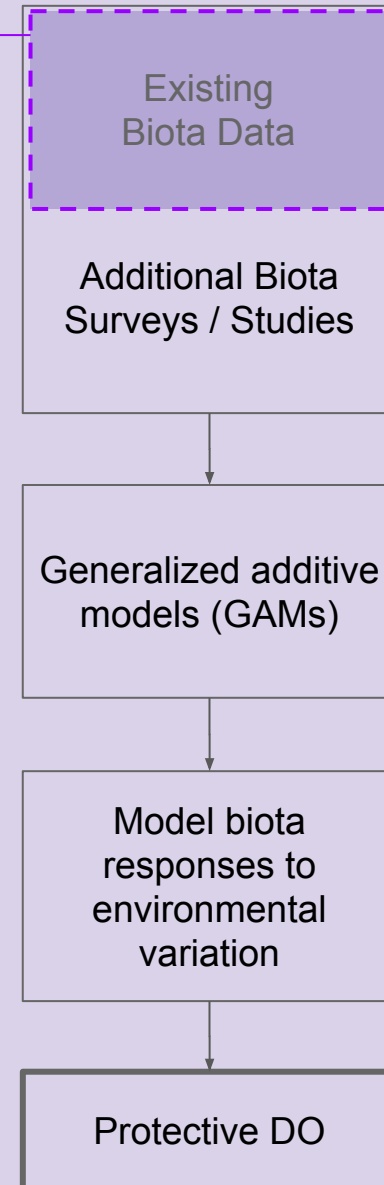 Existing
Biota Data
Additional Biota
Surveys / Studies
Generalized additive
models (GAMs)
Model biota
responses to
environmental
variation
Protective DO